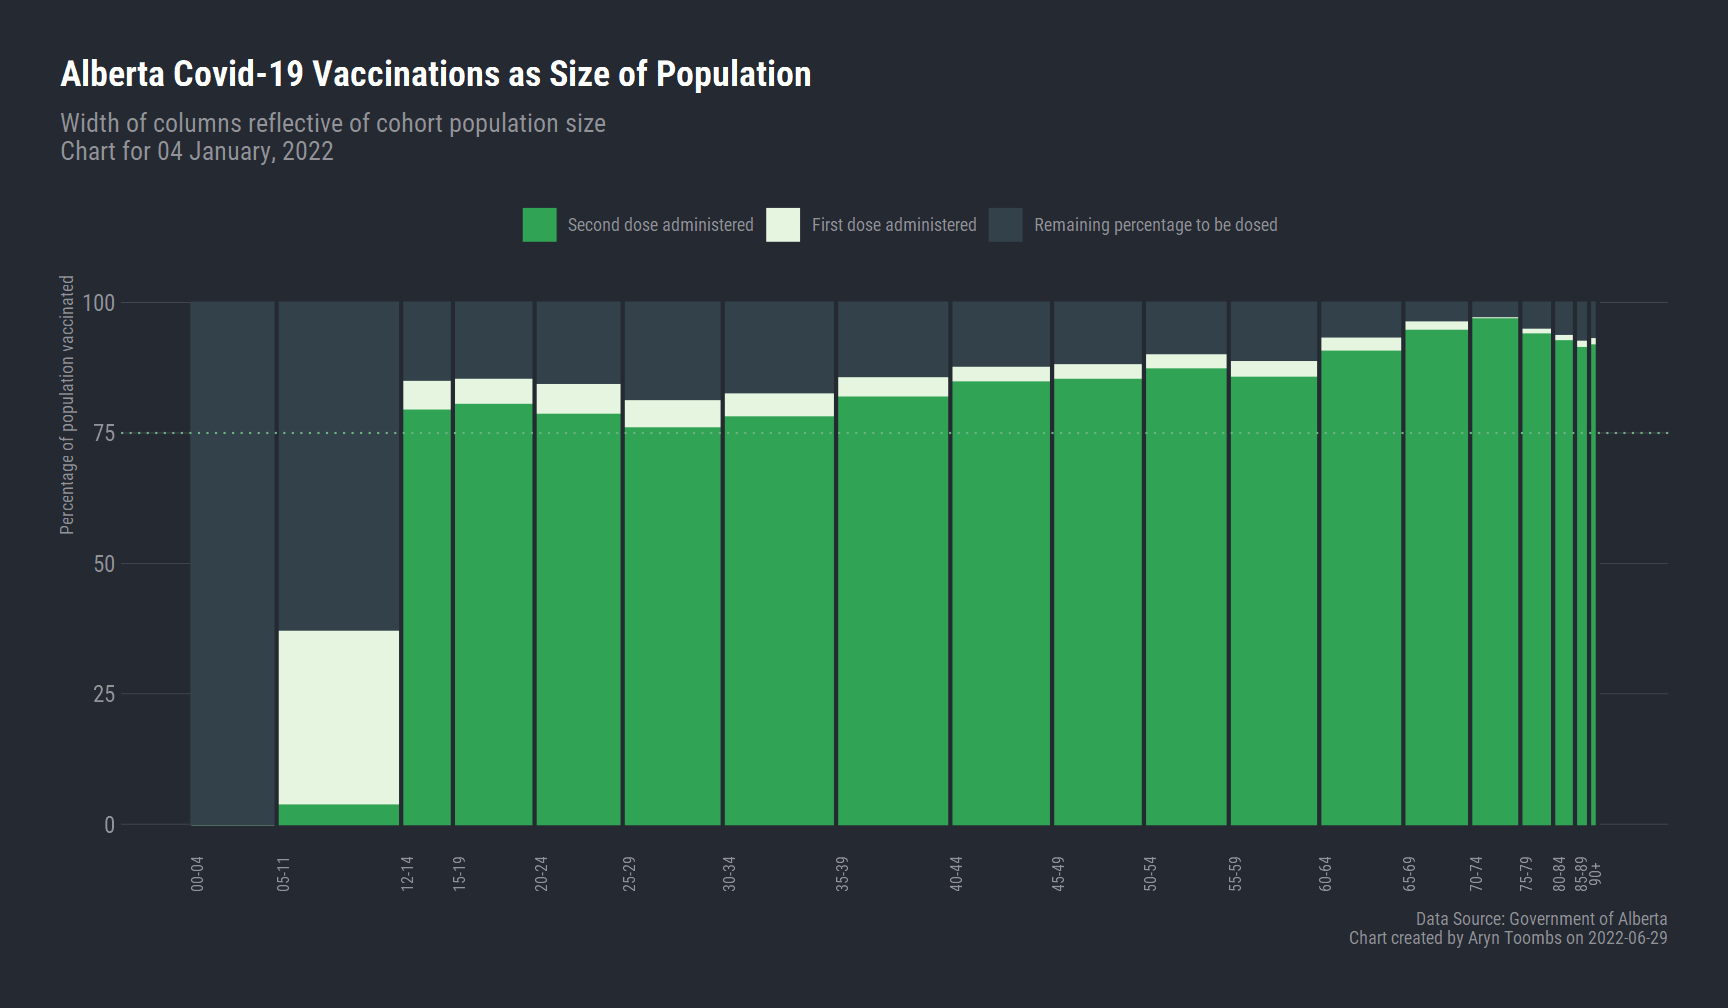 Alberta Covid-19 Vaccinations as Size of Population
Width of columns reflective of cohort population size
Chart for 04 January, 2022
Second dose administered
First dose administered
Remaining percentage to be dosed
Percentage of population vaccinated
100
75
50
25
0
00-04
05-11
12-14
15-19
20-24
25-29
30-34
35-39
40-44
45-49
50-54
55-59
60-64
65-69
70-74
75-79
80-84
85-89
90+
Data Source: Government of Alberta
Chart created by Aryn Toombs on 2022-06-29